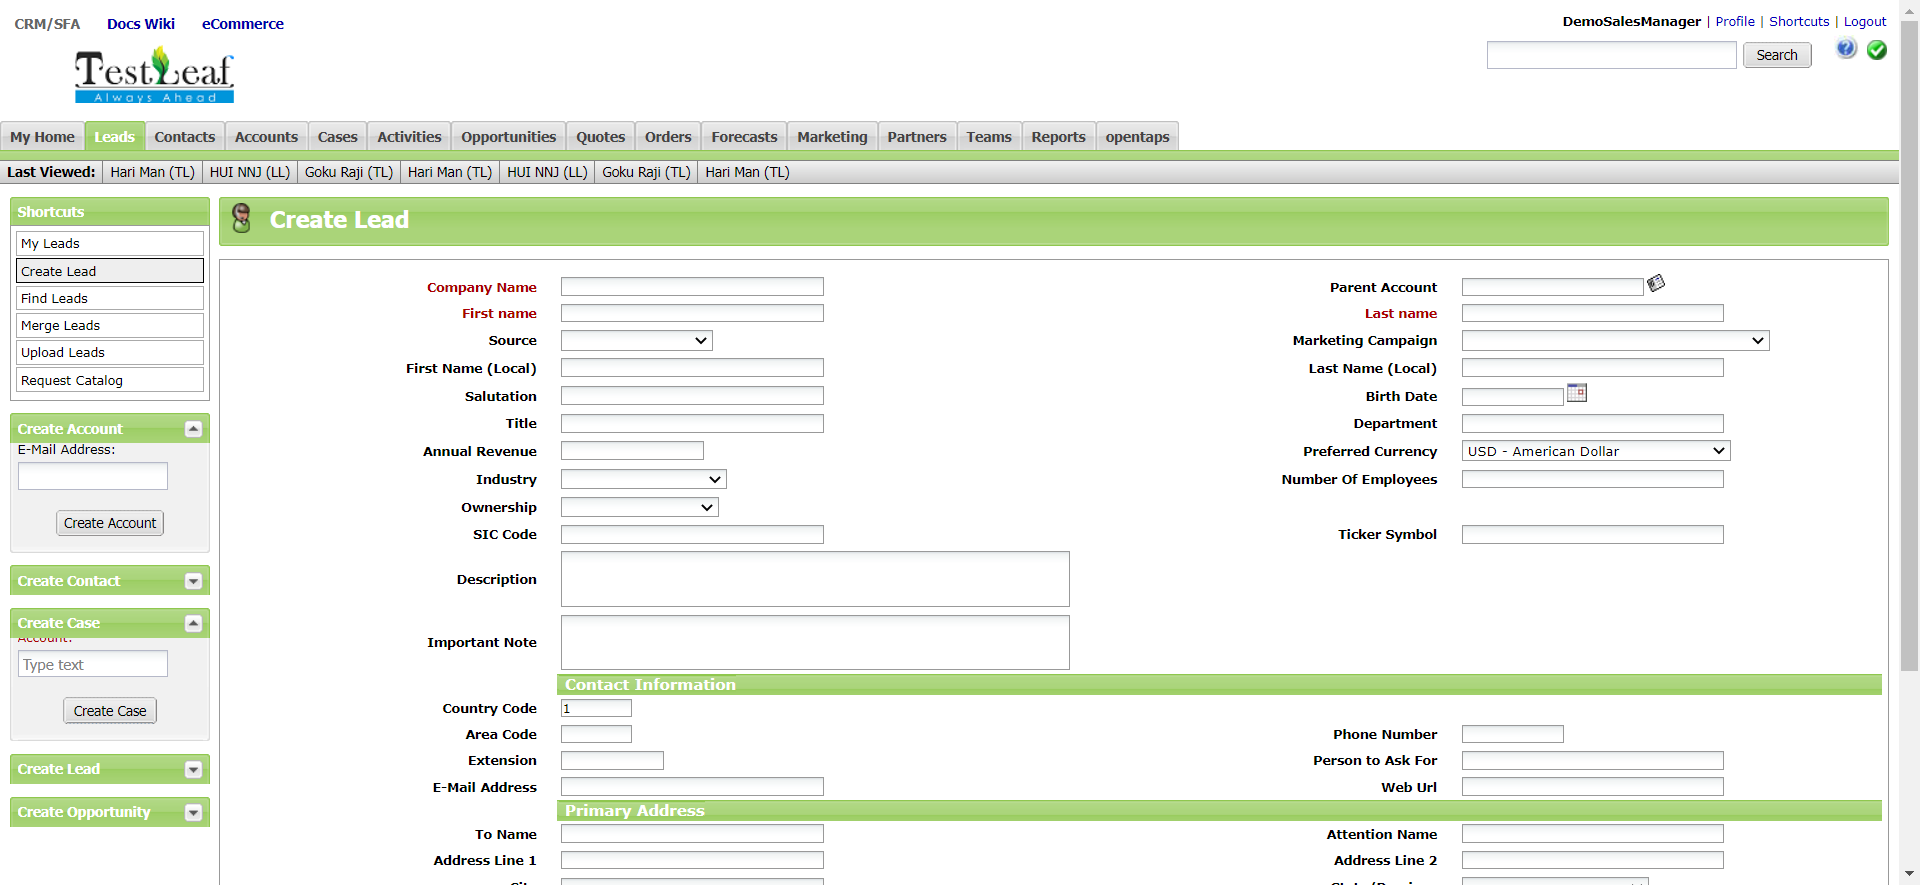 CRM/SFA Docs Wiki eCommerce
DemoSalesManager | Profile | Shortcuts | Logout
Search
TestLeaf
Always Ahead
My Home Leads Contacts Accounts Cases Activities Opportunities Quotes Orders Forecasts Marketing Partners Teams Reports opentaps
Last Viewed: Hari Man (TL) HUI NNJ (LL) Goku Raji (TL) Hari Man (TL) HUI NNJ (LL) Goku Raji (TL) Hari Man (TL)
Shortcuts
My Leads
Create Lead
Find Leads
Merge Leads
Upload Leads
Request Catalog
Create Account
E-Mail Address:
Create Account
Create Contact
Create Case
Account:
Type text
Create Case
Create Lead
Create Opportunity
Create Lead
Company Name Parent Account
First name Last name
Source Marketing Campaign
First Name (Local) Last Name (Local)
Salutation Birth Date
Title Department
Annual Revenue Preferred Currency USD - American Dollar
Industry Number Of Employees
Ownership
SIC Code Ticker Symbol
Description
Important Note
Contact Information
Country Code 1
Area Code Phone Number
Extension Person to Ask For
E-Mail Address Web Url
Primary Address
To Name Attention Name
Address Line 1 Address Line 2